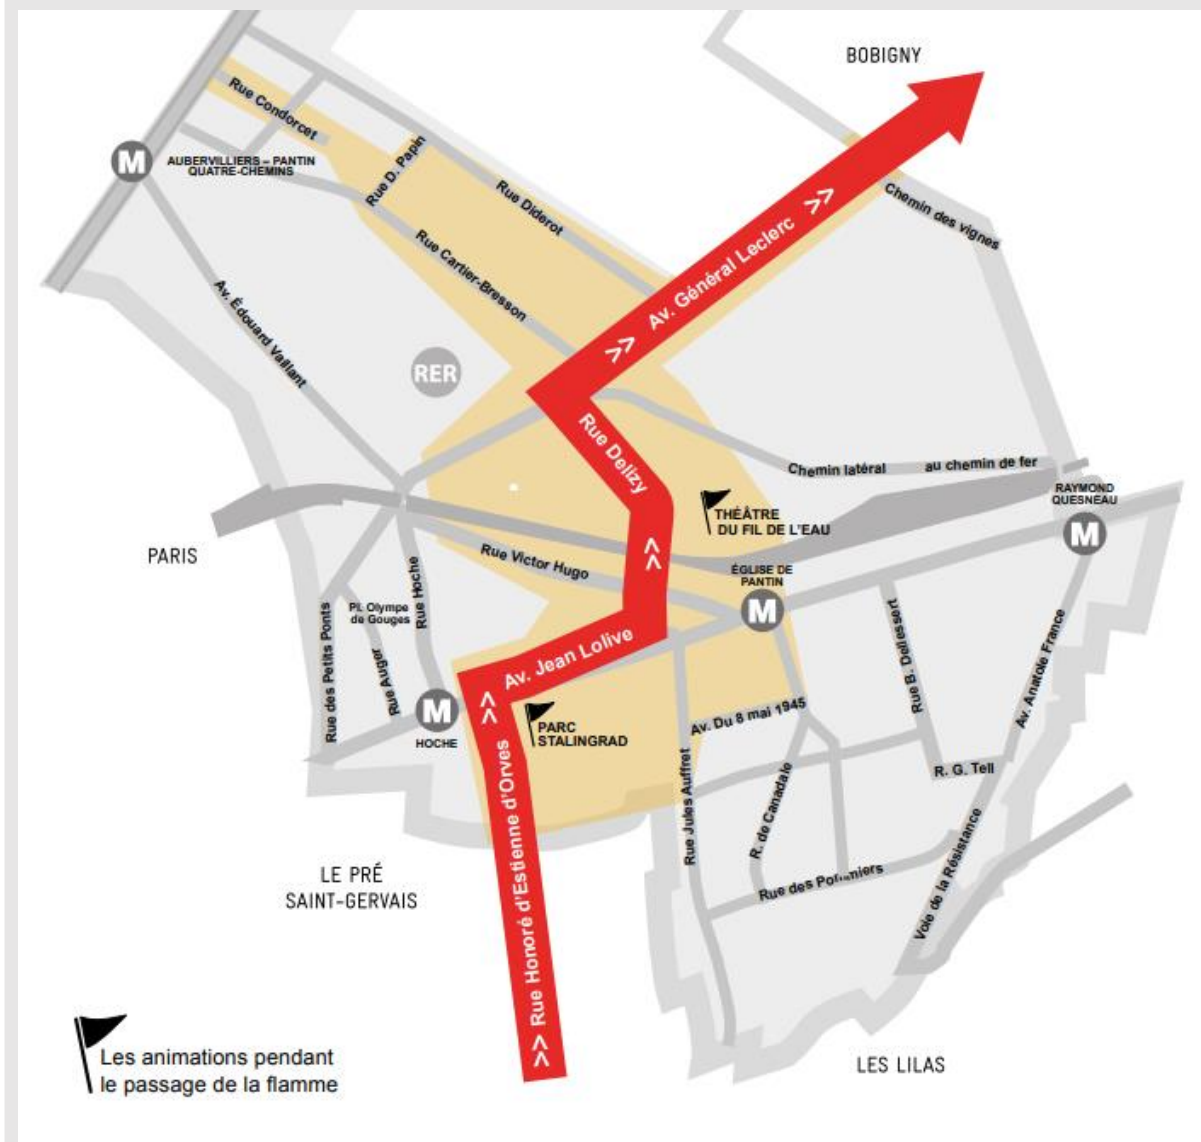 BOBIGNY
Rue Condorcet
M
AUBERVILLIERS – PANTIN
QUATRE-CHEMINS
Rue D. Papin
Rue Diderot
Chemin des vignes
Av. Général Leclerc >>
>>
Rue Cartier-Bresson
Av. Édouard Vaillant
RER
Rue Delizy
Chemin latéral
au chemin de fer
RAYMOND
QUESNEAU
M
THÉÂTRE
DU FIL DE L'EAU
PARIS
Rue Victor Hugo
>>
ÉGLISE DE
PANTIN
M
Pl. Olympe
de Gouges
Rue Hoche
Rue des Petits Ponts
Rue Auger
Av. Jean Lolive
>>
M
HOCHE
PARC
STALINGRAD
Av. Du 8 mai 1945
Rue B. Delessert
Av. Anatole France
R. G. Tell
Rue Jules Auffret
R. de Canadale
Rue des
Voie de la Résistance
>> Rue Honoré d'Estienne d'Orves
LE PRÉ
SAINT-GERVAIS
LES LILAS
Les animations pendant
le passage de la flamme